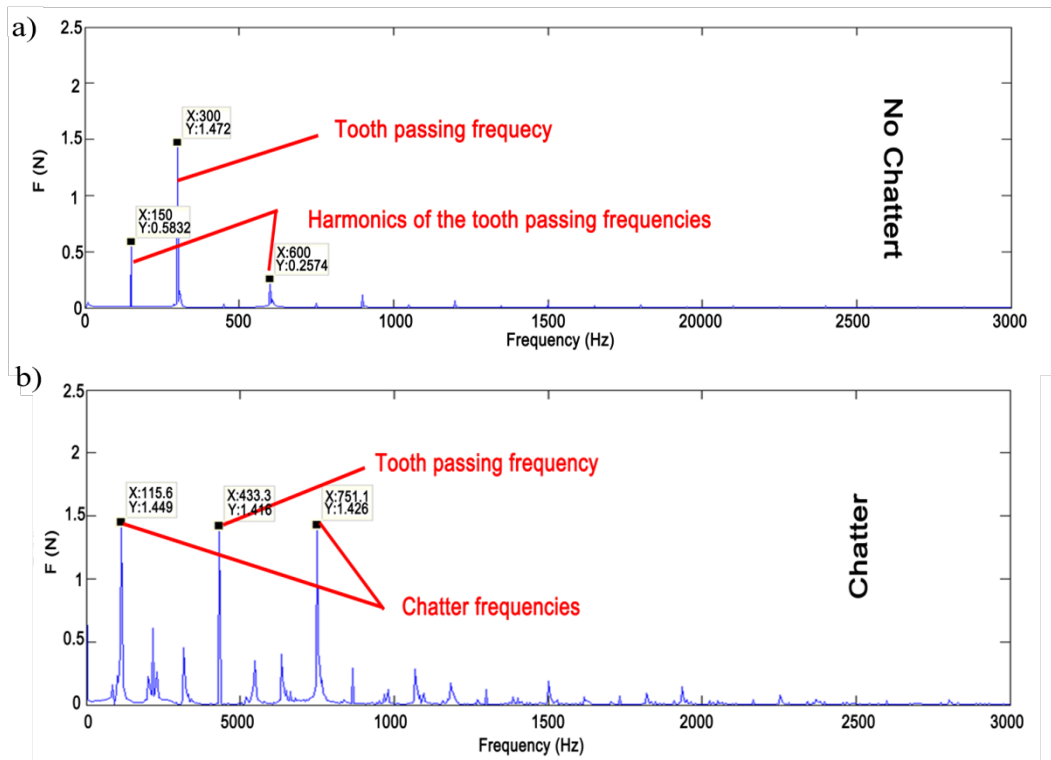 a)
2.5
2
1.5
1
0.5
0
F (N)
X:300
Y:1.472
Tooth passing frequecy
X:150
Y:0.5832
Harmonics of the tooth passing frequencies
X:600
Y:0.2574
No Chattert
0 500 1000 1500 20000 2500 3000
Frequency (Hz)
b)
2.5
2
1.5
1
0.5
0
F (N)
Tooth passing frequency
X:115.6
Y:1.449
X:433.3
Y:1.416
X:751.1
Y:1.426
Chatter frequencies
Chatter
0 5000 1000 1500 2000 2500 3000
Frequency (Hz)